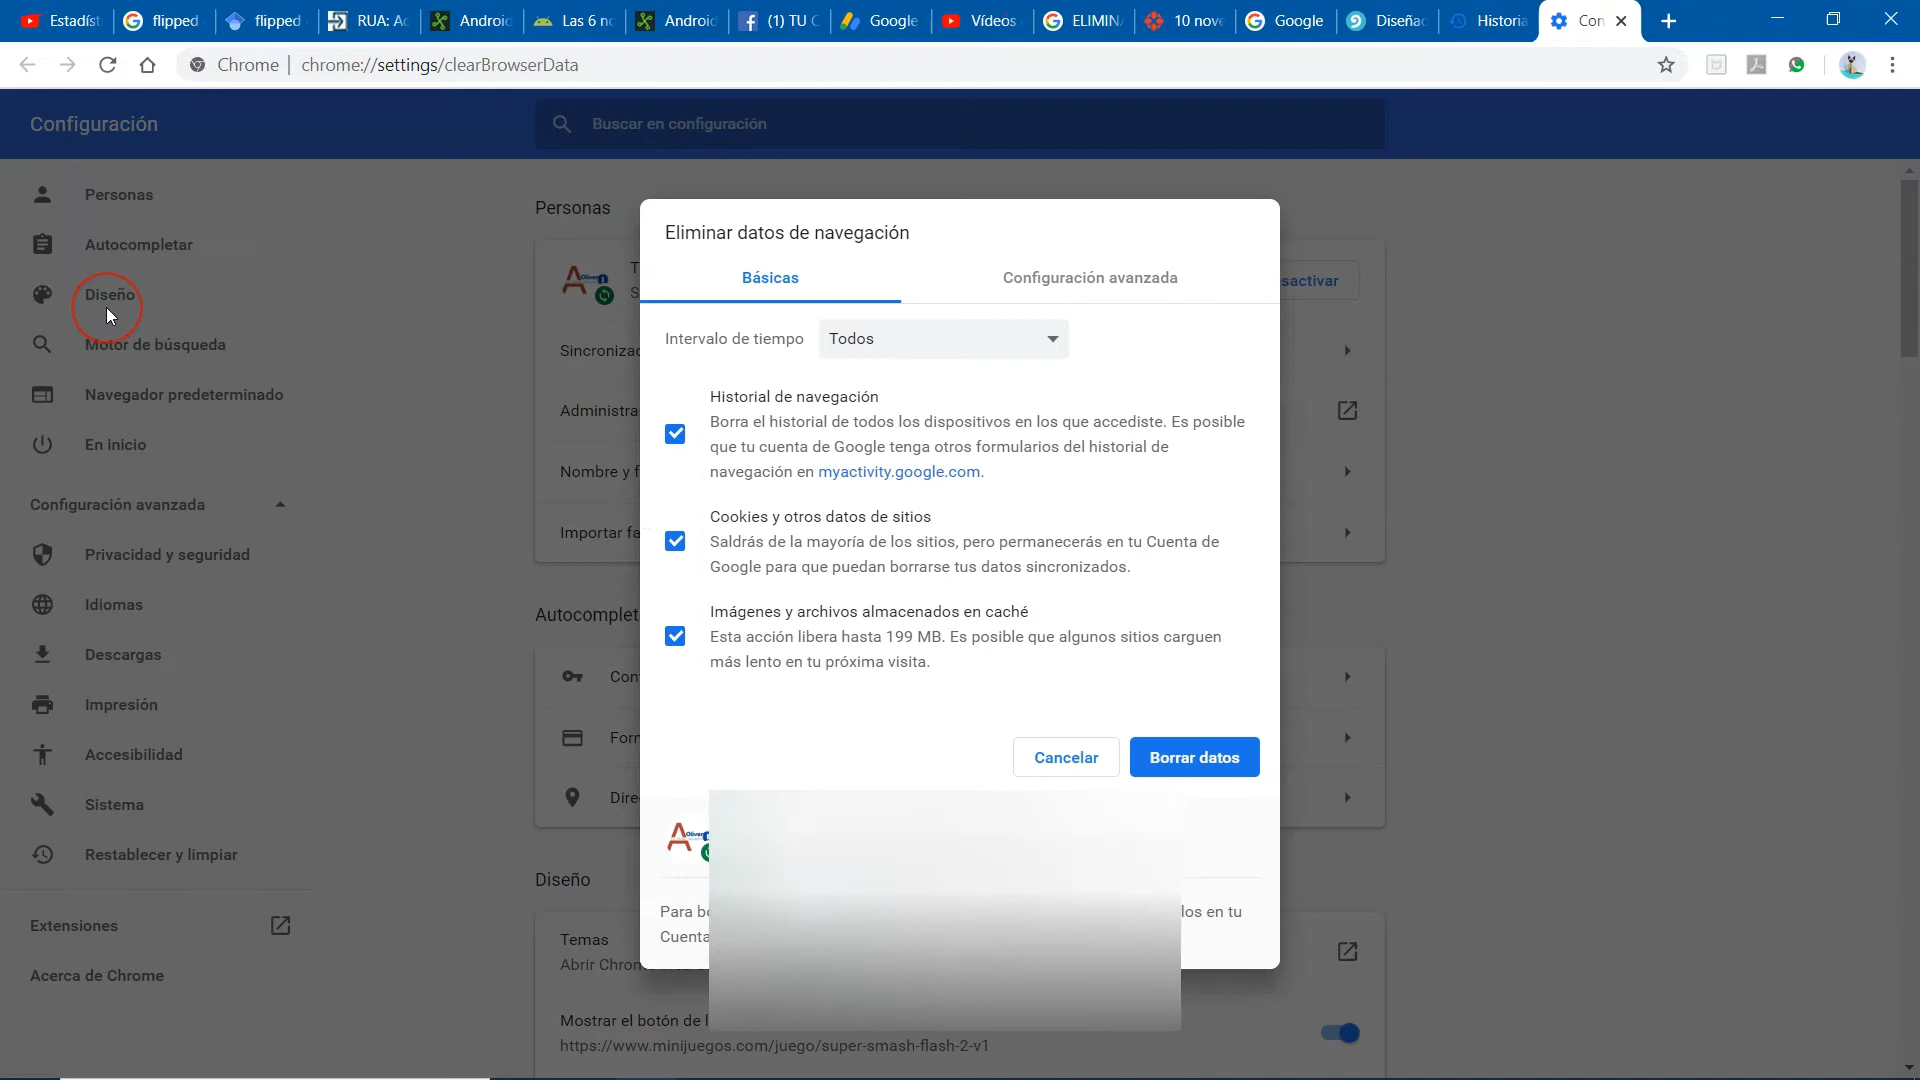 Estadíst
flipped
flipped
RUA: Ac
Android
Las 6 no
Android
(1) TU C
Google
Vídeos
ELIMINA
10 nove
Google
Diseñac
Historia
Con
Chrome | chrome://settings/clearBrowserData
Configuración
Buscar en configuración
Personas
Autocompletar
Diseño
Motor de búsqueda
Navegador predeterminado
En inicio
Configuración avanzada
Privacidad y seguridad
Idiomas
Descargas
Impresión
Accesibilidad
Sistema
Restablecer y limpiar
Extensiones
Acerca de Chrome
Personas
sactivar
Sincronizac
Administra
Nombre y f
Importar fa
Autocomplet
Con
Forr
Dire
Diseño
Temas
Abrir Chrom
Mostrar el botón de l
https://www.minijuegos.com/juego/super-smash-flash-2-v1
Eliminar datos de navegación
Básicas
Configuración avanzada
Intervalo de tiempo
Todos
Historial de navegación
Borra el historial de todos los dispositivos en los que accediste. Es posible
que tu cuenta de Google tenga otros formularios del historial de
navegación en myactivity.google.com.
Cookies y otros datos de sitios
Saldrás de la mayoría de los sitios, pero permanecerás en tu Cuenta de
Google para que puedan borrarse tus datos sincronizados.
Imágenes y archivos almacenados en caché
Esta acción libera hasta 199 MB. Es posible que algunos sitios carguen
más lento en tu próxima visita.
Cancelar
Borrar datos
Para bo
los en tu
Cuenta